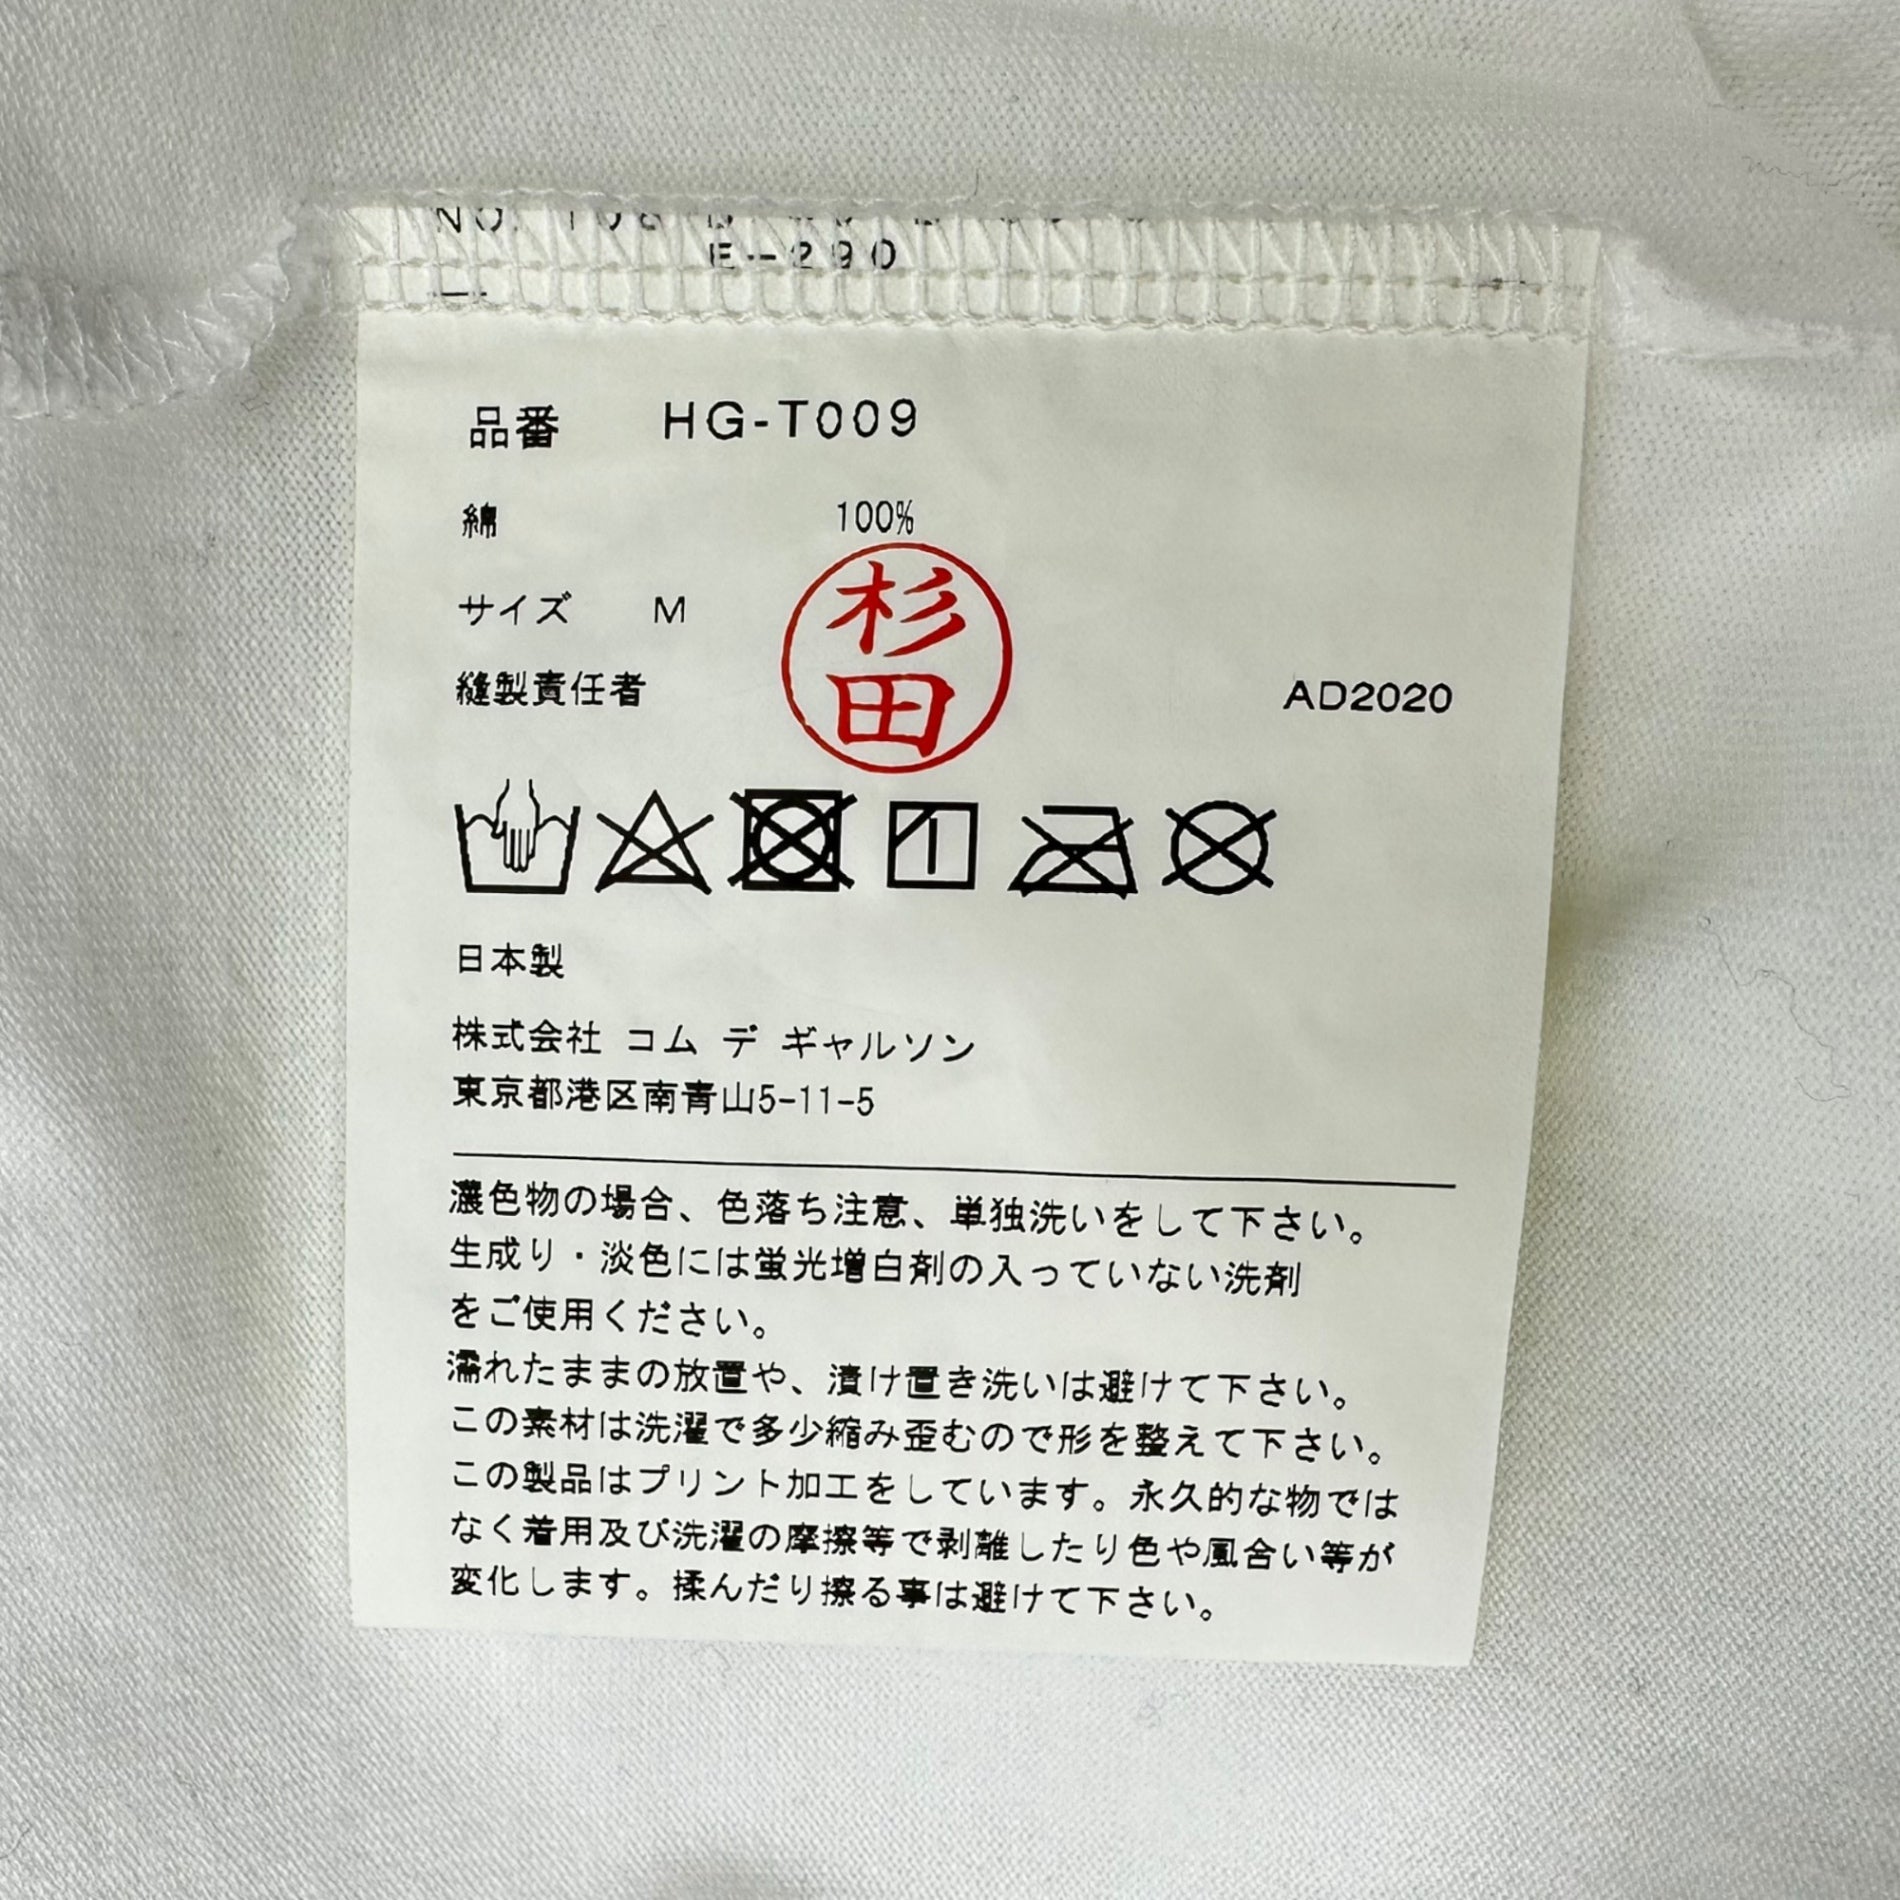 E-290
品番 HG-T009
綿 100%
サイズ M
杉田
縫製責任者 AD2020
日本製
株式会社 コム デ ギャルソン
東京都港区南青山5-11-5
濃色物の場合、色落ち注意、単独洗いをして下さい。
生成り・淡色には蛍光増白剤の入っていない洗剤
をご使用ください。
濡れたままの放置や、漬け置き洗いは避けて下さい。
この素材は洗濯で多少縮み歪むので形を整えて下さい。
この製品はプリント加工をしています。永久的な物では
なく着用及び洗濯の摩擦等で剥離したり色や風合い等が
変化します。揉んだり擦る事は避けて下さい。